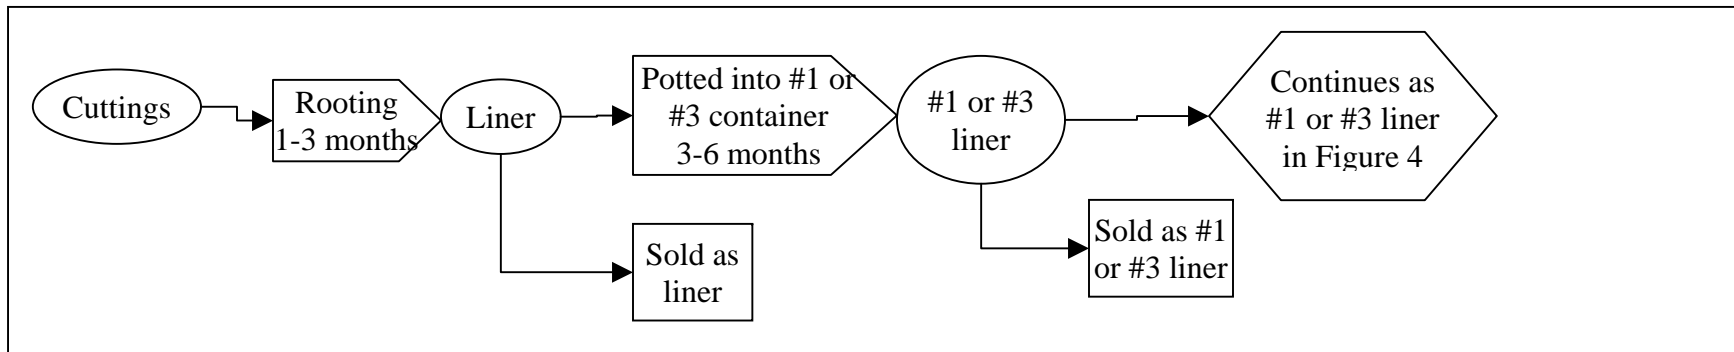 Cuttings
Rooting
1-3 months
Liner
Potted into #1 or
#3 container
3-6 months
#1 or #3
liner
Continues as
#1 or #3 liner
in Figure 4
Sold as
liner
Sold as #1
or #3 liner